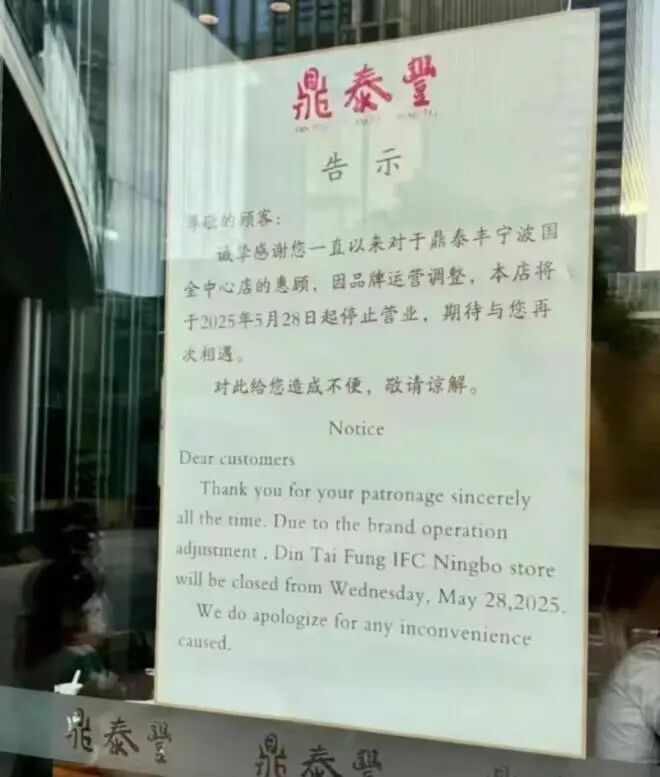 鼎泰豐
告示
尊敬的顾客：
诚挚感谢您一直以来对于鼎泰丰宁波国
金中心店的惠顾，因品牌运营调整，本店将
于2025年5月28日起停止营业，期待与您再
次相遇。
对此给您造成不便，敬请谅解。
Notice
Dear customers
Thank you for your patronage sincerely
all the time. Due to the brand operation
adjustment , Din Tai Fung IFC Ningbo store
will be closed from Wednesday, May 28,2025.
We do apologize for any inconvenience
caused.
鼎泰豐
鼎泰豐